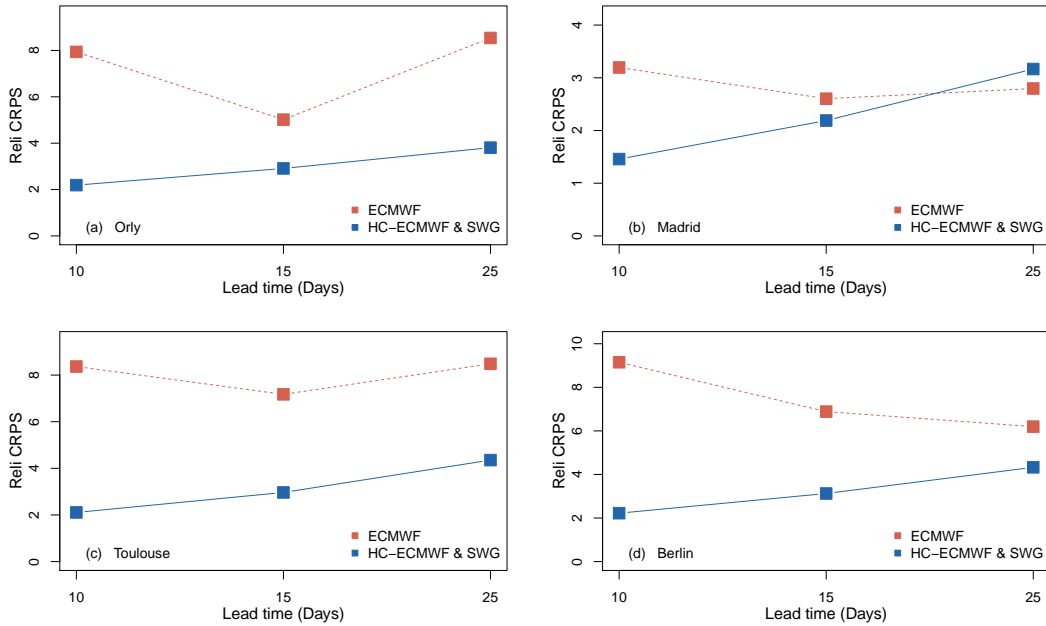 Reli CRPS
8
6
4
2
0
ECMWF
(a) Orly
HC−ECMWF & SWG
10
15
25
Lead time (Days)
Reli CRPS
4
3
2
1
0
ECMWF
(b) Madrid
HC−ECMWF & SWG
10
15
25
Lead time (Days)
Reli CRPS
8
6
4
2
0
ECMWF
(c) Toulouse
HC−ECMWF & SWG
10
15
25
Lead time (Days)
Reli CRPS
10
8
6
4
2
0
ECMWF
(d) Berlin
HC−ECMWF & SWG
10
15
25
Lead time (Days)